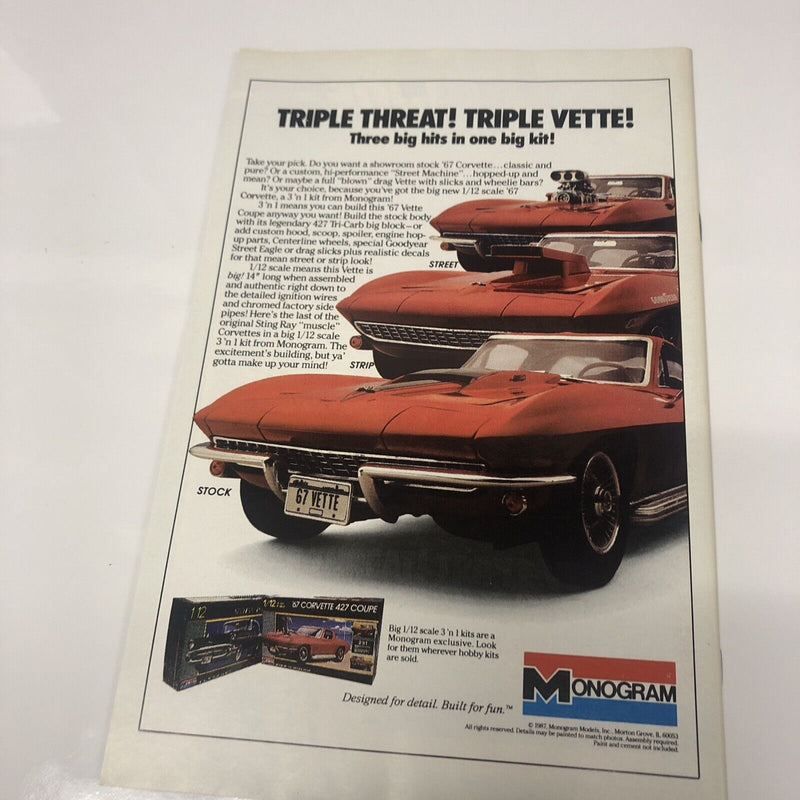 TRIPLE THREAT! TRIPLE VETTE!
Three big hits in one big kit!
Take your pick. Do you want a showroom stock '67 Corvette...classic and
pure? Or a custom, hi-performance "Street Machine"...hopped-up and
mean? Or maybe a full "blown" drag Vette with slicks and wheelie bars?
It's your choice, because you've got the big new 1/12 scale '67
Corvette, a 3 'n 1 kit from Monogram!
3 'n 1 means you can build this '67 Vette
Coupe anyway you want! Build the stock body
with its legendary 427 Tri-Carb big block–or
add custom hood, scoop, spoiler, engine hop-
up parts, Centerline wheels, special Goodyear
Street Eagle or drag slicks plus realistic decals
for that mean street or strip look!
1/12 scale means this Vette is
big! 14" long when assembled
and authentic right down to
the detailed ignition wires
and chromed factory side
pipes! Here's the last of the
original Sting Ray "muscle"
Corvettes in a big 1/12 scale
3 'n 1 kit from Monogram. The
excitement's building, but ya'
gotta make up your mind!
STREET
STRIP
STOCK
67 VETTE
1/12
1/12
'67 CORVETTE 427 COUPE
Big 1/12 scale 3 'n 1 kits are a
Monogram exclusive. Look
for them wherever hobby kits
are sold.
Designed for detail. Built for fun.™
MONOGRAM
© 1987, Monogram Models, Inc., Morton Grove, IL 60053
All rights reserved. Details may be painted to match photos. Assembly required.
Paint and cement not included.